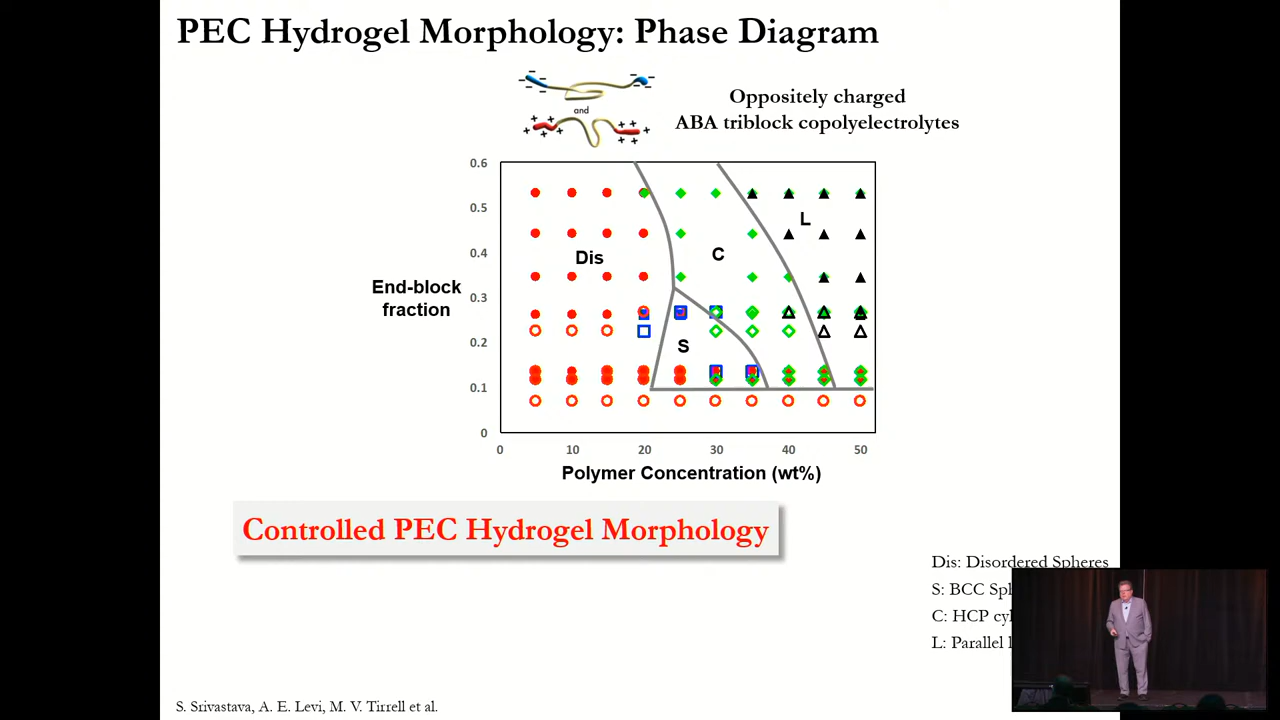 PEC Hydrogel Morphology: Phase Diagram
and
Oppositely charged
ABA triblock copolyelectrolytes
0.6
0.5
0.4
0.3
0.2
0.1
0
End-block
fraction
Dis
C
L
S
0 10 20 30 40 50
Polymer Concentration (wt%)
Controlled PEC Hydrogel Morphology
Dis: Disordered Spheres
S: BCC
C: HCP
L: Parallel
S. Srivastava, A. E. Levi, M. V. Tirrell et al.